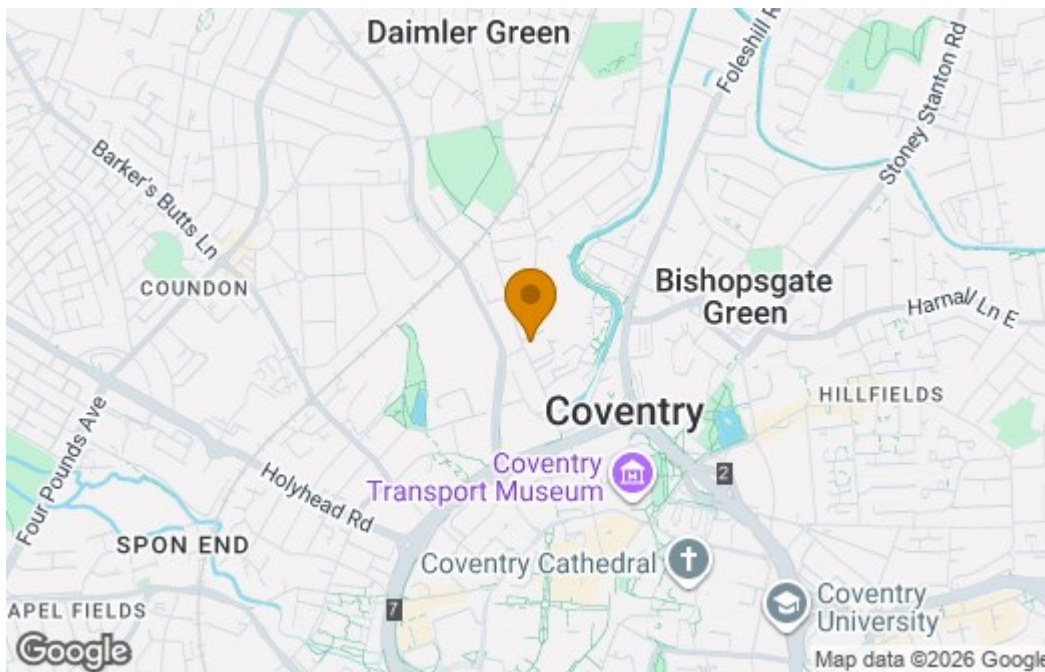 Daimler Green
Foleshill R
Stoney Stanton Rd
Barker's Butts Ln
COUNDON
Bishopsgate
Green
Harnal/ Ln E
HILLFIELDS
Coventry
Four Pounds Ave
Holyhead Rd
Coventry
Transport Museum
2
SPON END
Coventry Cathedral
7
Coventry
University
APEL FIELDS
Google
Map data ©2026 Google